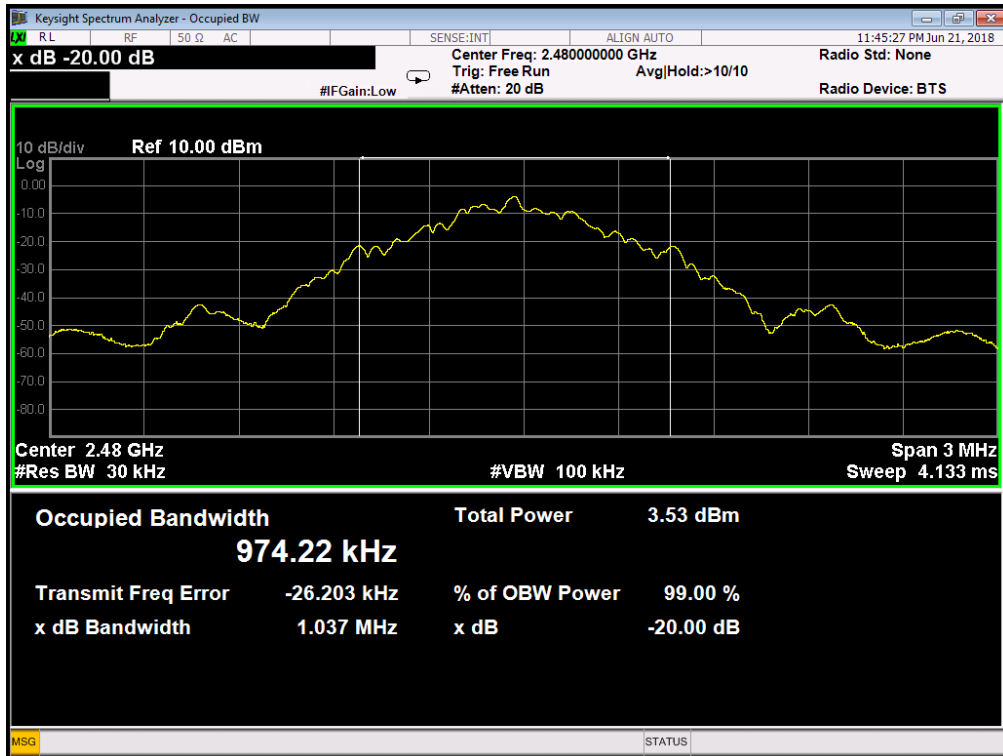 Keysight Spectrum Analyzer - Occupied BW
LXI RL RF 50 Ω AC SENSE:INT ALIGN AUTO 11:45:27 PM Jun 21, 2018
x dB -20.00 dB
Center Freq: 2.480000000 GHz Radio Std: None
Trig: Free Run Avg|Hold:>10/10
#IFGain:Low #Atten: 20 dB Radio Device: BTS
10 dB/div Ref 10.00 dBm
Log
0.00
-10.0
-20.0
-30.0
-40.0
-50.0
-60.0
-70.0
-80.0
Center 2.48 GHz Span 3 MHz
#Res BW 30 kHz #VBW 100 kHz Sweep 4.133 ms
Occupied Bandwidth Total Power 3.53 dBm
974.22 kHz
Transmit Freq Error -26.203 kHz % of OBW Power 99.00 %
x dB Bandwidth 1.037 MHz x dB -20.00 dB
MSG STATUS